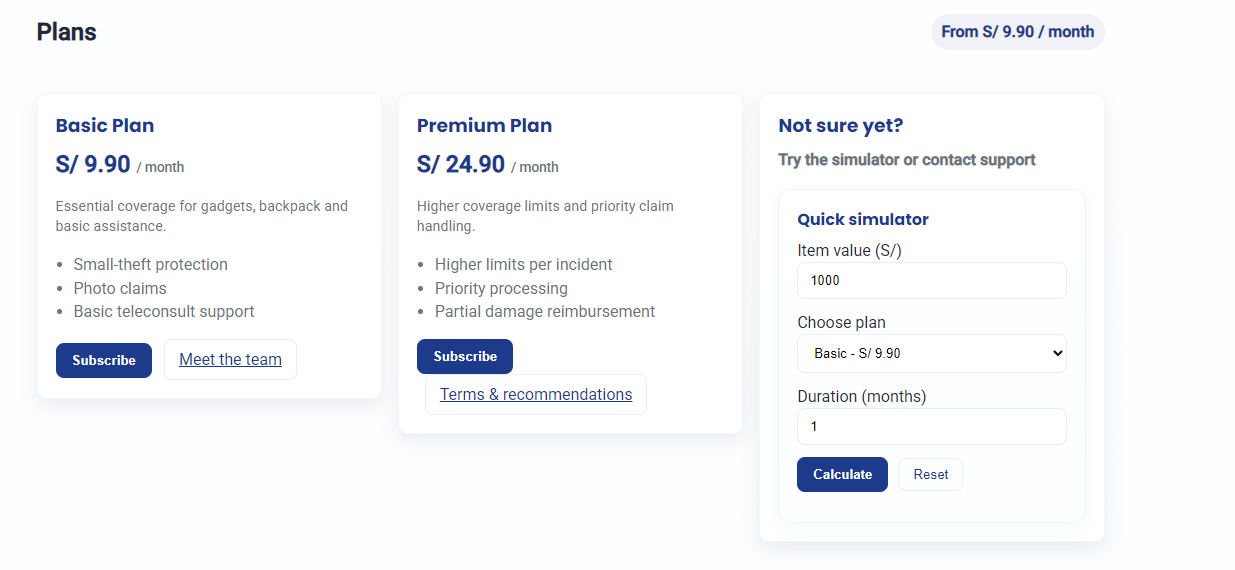 Plans
From S/ 9.90 / month
Basic Plan
S/ 9.90 / month
Essential coverage for gadgets, backpack and
basic assistance.
Small-theft protection
Photo claims
Basic teleconsult support
Subscribe
Meet the team
Premium Plan
S/ 24.90 / month
Higher coverage limits and priority claim
handling.
Higher limits per incident
Priority processing
Partial damage reimbursement
Subscribe
Terms & recommendations
Not sure yet?
Try the simulator or contact support
Quick simulator
Item value (S/)
1000
Choose plan
Basic - S/ 9.90
Duration (months)
1
Calculate
Reset